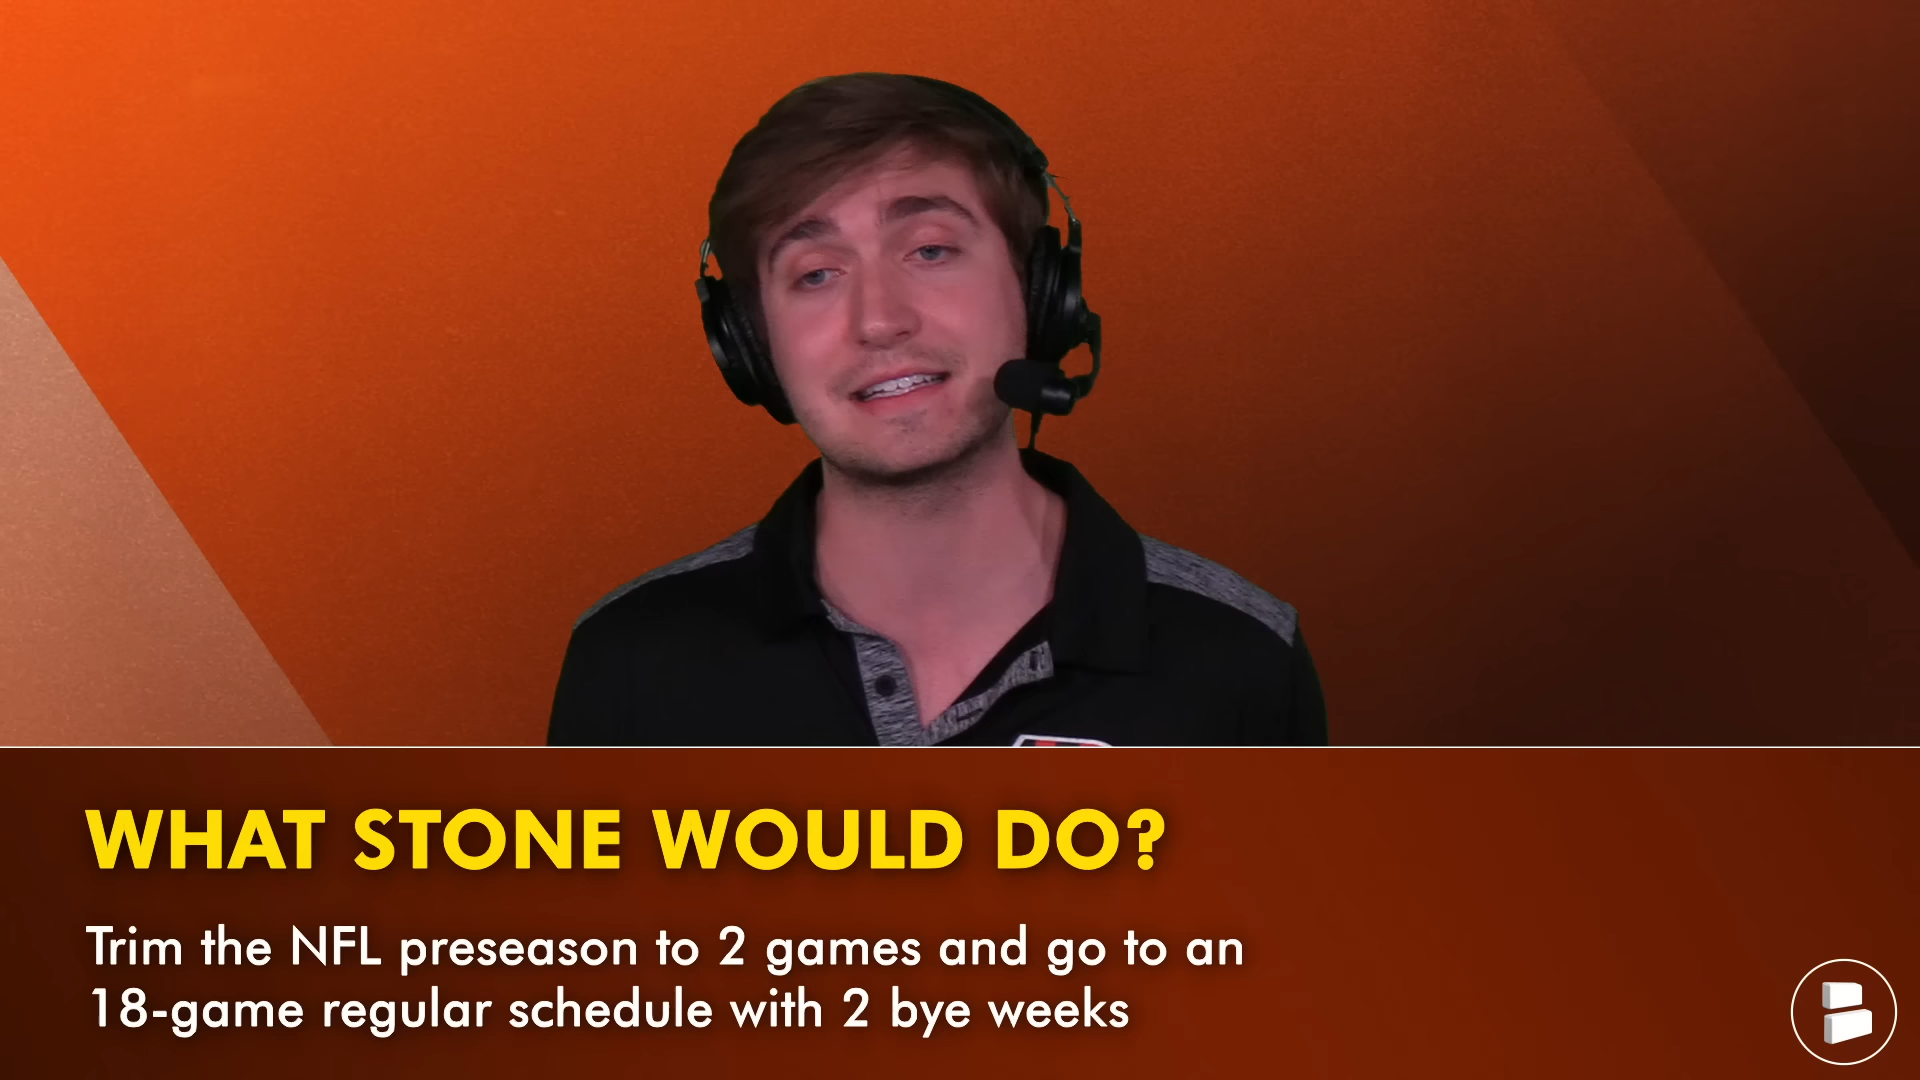 WHAT STONE WOULD DO?
Trim the NFL preseason to 2 games and go to an
18-game regular schedule with 2 bye weeks